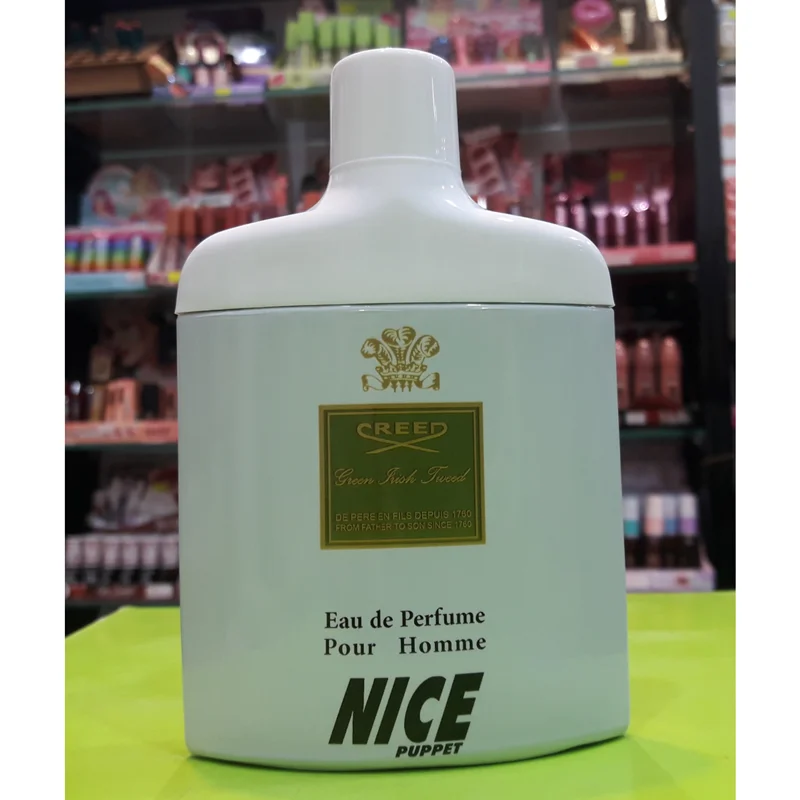 CREED
Green Irish Tweed
DE PERE EN FILS DEPUIS 1760
FROM FATHER TO SON SINCE 1760
Eau de Perfume
Pour Homme
NICE
PUPPET